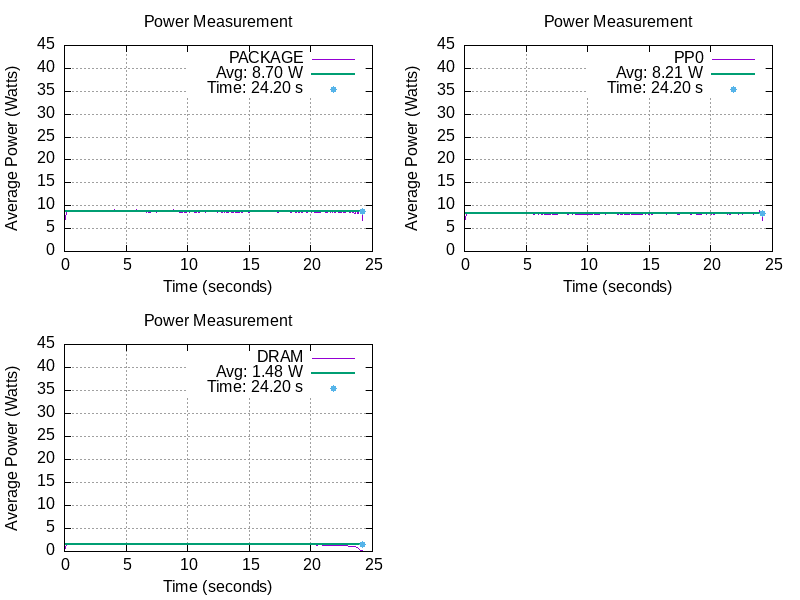 Power Measurement
45
40
35
30
25
20
15
10
5
0
Average Power (Watts)
PACKAGE
Avg: 8.70 W
Time: 24.20 s
0 5 10 15 20 25
Time (seconds)
Power Measurement
45
40
35
30
25
20
15
10
5
0
Average Power (Watts)
PP0
Avg: 8.21 W
Time: 24.20 s
0 5 10 15 20 25
Time (seconds)
Power Measurement
45
40
35
30
25
20
15
10
5
0
Average Power (Watts)
DRAM
Avg: 1.48 W
Time: 24.20 s
0 5 10 15 20 25
Time (seconds)